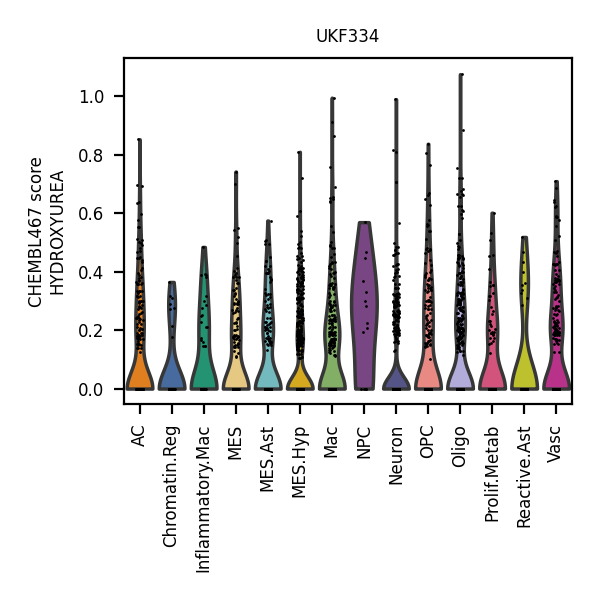 UKF334
CHEMBL467 score
HYDROXYUREA
1.0
0.8
0.6
0.4
0.2
0.0
AC
Chromatin.Reg
Inflammatory.Mac
MES
MES.Ast
MES.Hyp
Mac
NPC
Neuron
OPC
Oligo
Prolif.Metab
Reactive.Ast
Vasc